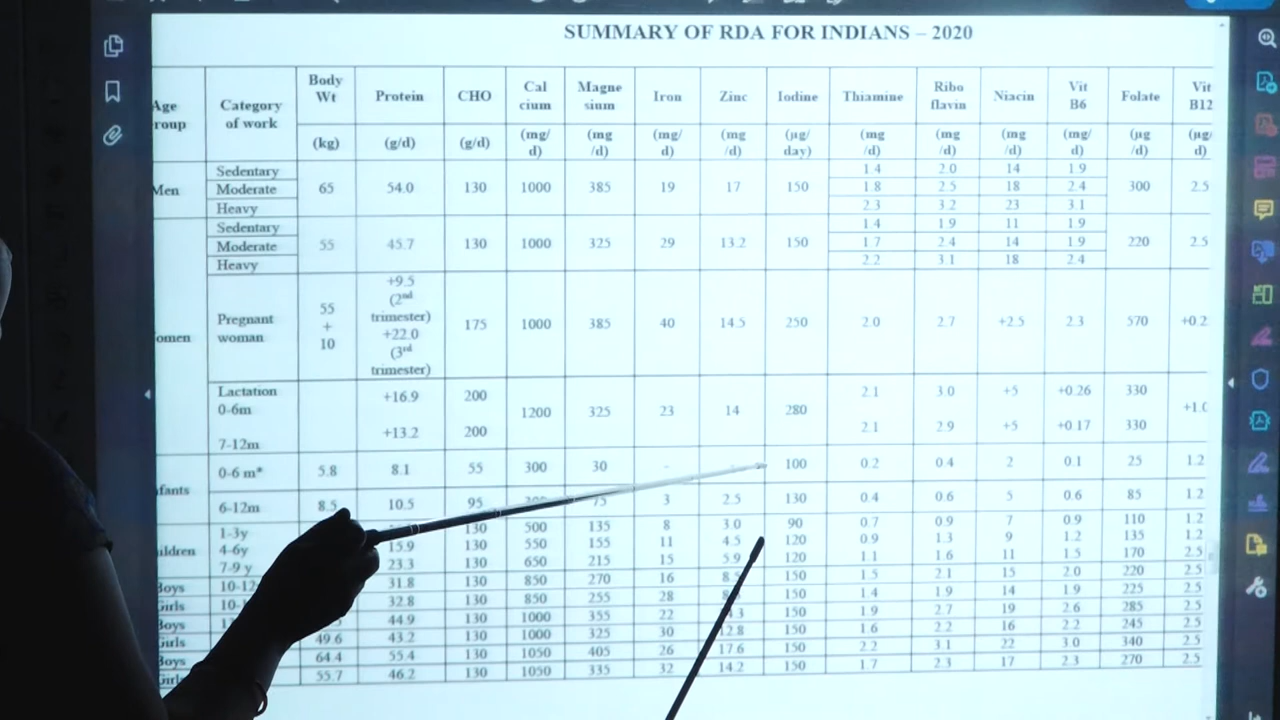 SUMMARY OF RDA FOR INDIANS – 2020
Age roup Category of work Body Wt Protein CHO Cal cium Magne sium Iron Zinc Iodine Thiamine Ribo flavin Niacin Vit B6 Folate Vit B12
(kg) (g/d) (g/d) (mg/ d) (mg /d) (mg/ d) (mg /d) (µg/ day) (mg /d) (mg /d) (mg /d) (mg/ d) (µg /d) (µg/ d)
Sedentary 1.4 2.0 14 1.9
Men Moderate 65 54.0 130 1000 385 19 17 150 1.8 2.5 18 2.4 300 2.5
Heavy 2.3 3.2 23 3.1
Sedentary 1.4 1.9 11 1.9
Moderate 55 45.7 130 1000 325 29 13.2 150 1.7 2.4 14 1.9 220 2.5
Heavy 2.2 3.1 18 2.4
omen Pregnant woman 55 + 10 +9.5 (2nd trimester) +22.0 (3rd trimester) 175 1000 385 40 14.5 250 2.0 2.7 +2.5 2.3 570 +0.2
Lactation 0-6m +16.9 200 1200 325 23 14 280 2.1 3.0 +5 +0.26 330 +1.0
7-12m +13.2 200 2.1 2.9 +5 +0.17 330
fants 0-6 m* 5.8 8.1 55 300 30 - 100 0.2 0.4 2 0.1 25 1.2
6-12m 8.5 10.5 95 3 2.5 130 0.4 0.6 5 0.6 85 1.2
1-3y 130 500 135 8 3.0 90 0.7 0.9 7 0.9 110 1.2
ildren 4-6y 15.9 130 550 155 11 4.5 120 0.9 1.3 9 1.2 135 1.2
7-9 y 23.3 130 650 215 15 5.9 120 1.1 1.6 11 1.5 170 2.5
Boys 10-12 31.8 130 850 270 16 150 1.5 2.1 15 2.0 220 2.5
Girls 10- 32.8 130 850 255 28 150 1.4 1.9 14 1.9 225 2.5
Boys 44.9 130 1000 355 22 150 1.9 2.7 19 2.6 285 2.5
Girls 49.6 43.2 130 1000 325 30 12.8 150 1.6 2.2 16 2.2 245 2.5
Boys 64.4 55.4 130 1050 405 26 17.6 150 2.2 3.1 22 3.0 340 2.5
Girls 55.7 46.2 130 1050 335 32 14.2 150 1.7 2.3 17 2.3 270 2.5